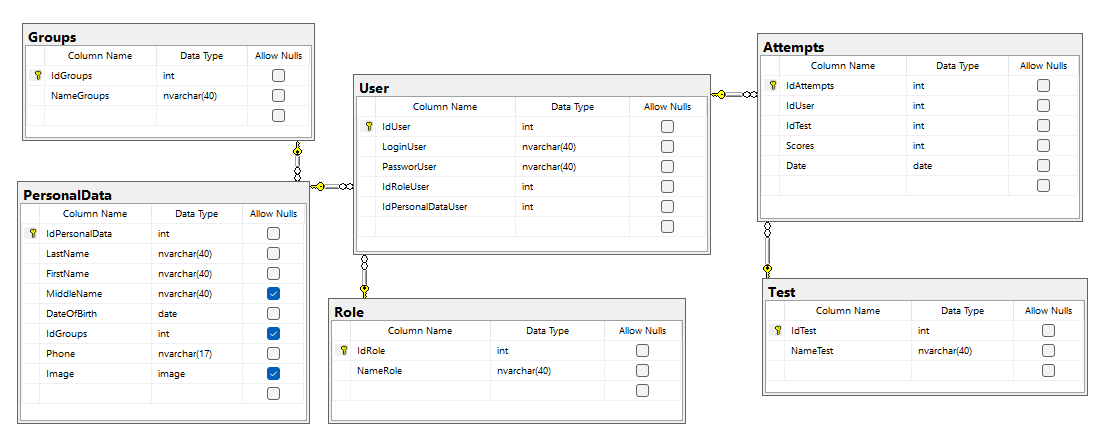 Groups
Column Name Data Type Allow Nulls
IdGroups int
NameGroups nvarchar(40)
PersonalData
Column Name Data Type Allow Nulls
IdPersonalData int
LastName nvarchar(40)
FirstName nvarchar(40)
MiddleName nvarchar(40)
DateOfBirth date
IdGroups int
Phone nvarchar(17)
Image image
User
Column Name Data Type Allow Nulls
IdUser int
LoginUser nvarchar(40)
PassworUser nvarchar(40)
IdRoleUser int
IdPersonalDataUser int
Role
Column Name Data Type Allow Nulls
IdRole int
NameRole nvarchar(40)
Attempts
Column Name Data Type Allow Nulls
IdAttempts int
IdUser int
IdTest int
Scores int
Date date
Test
Column Name Data Type Allow Nulls
IdTest int
NameTest nvarchar(40)